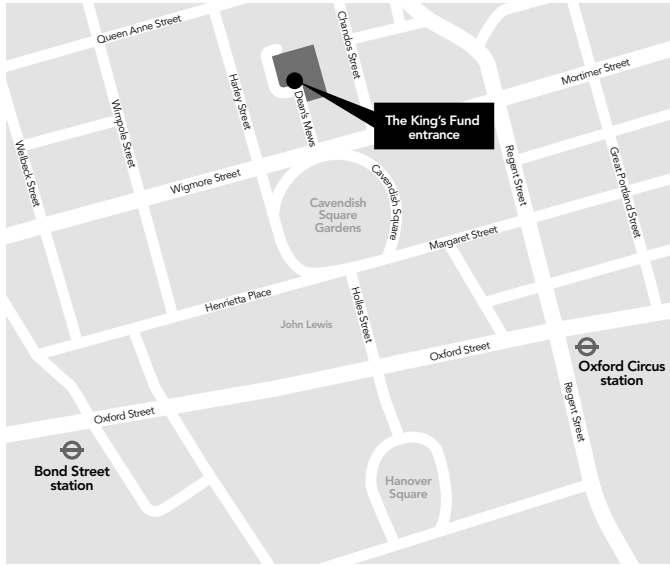 Queen Anne Street
Chandos Street
Harley Street
Wimpole Street
Welbeck Street
Dean's Mews
Mortimer Street
The King's Fund
entrance
Regent Street
Great Portland Street
Wigmore Street
Cavendish Square
Cavendish
Square
Gardens
Margaret Street
Henrietta Place
Holles Street
John Lewis
Oxford Street
Oxford Circus
station
Regent Street
Oxford Street
Bond Street
station
Hanover
Square